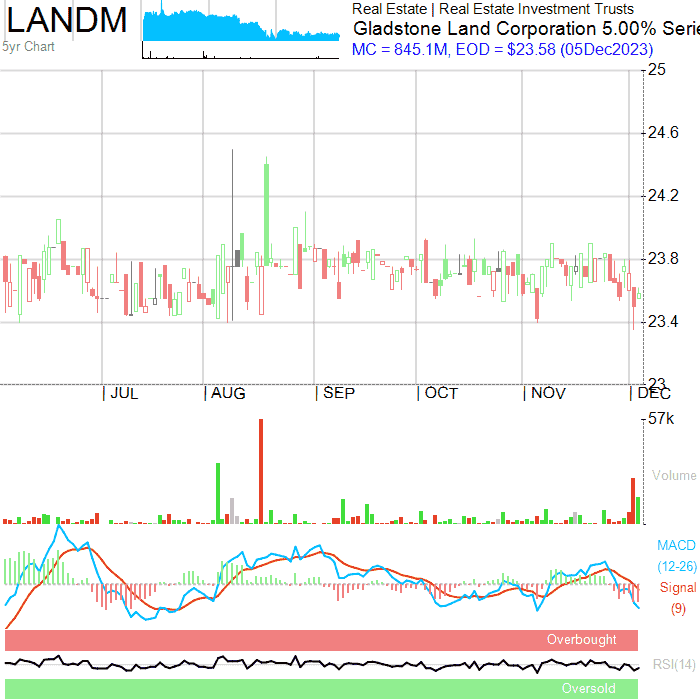 LANDM
5yr Chart
Real Estate | Real Estate Investment Trusts
Gladstone Land Corporation 5.00% Serie
MC = 845.1M, EOD = $23.58 (05Dec2023)
25
24.6
24.2
23.8
23.4
23
| JUL | AUG | SEP | OCT | NOV | DEC
57k
Volume
MACD
(12-26)
Signal
(9)
Overbought
RSI(14)
Oversold